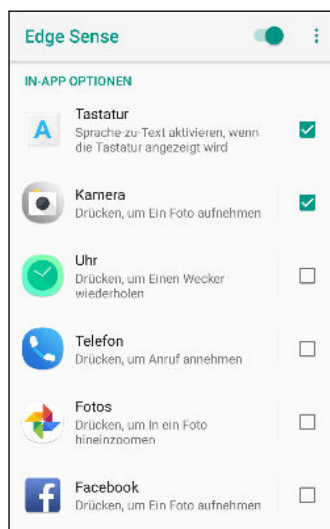 Edge Sense
IN-APP OPTIONEN
Tastatur
Sprache-zu-Text aktivieren, wenn
die Tastatur angezeigt wird
Kamera
Drücken, um Ein Foto aufnehmen
Uhr
Drücken, um Einen Wecker
wiederholen
Telefon
Drücken, um Anruf annehmen
Fotos
Drücken, um In ein Foto
hineinzoomen
Facebook
Drücken, um Ein Foto aufnehmen